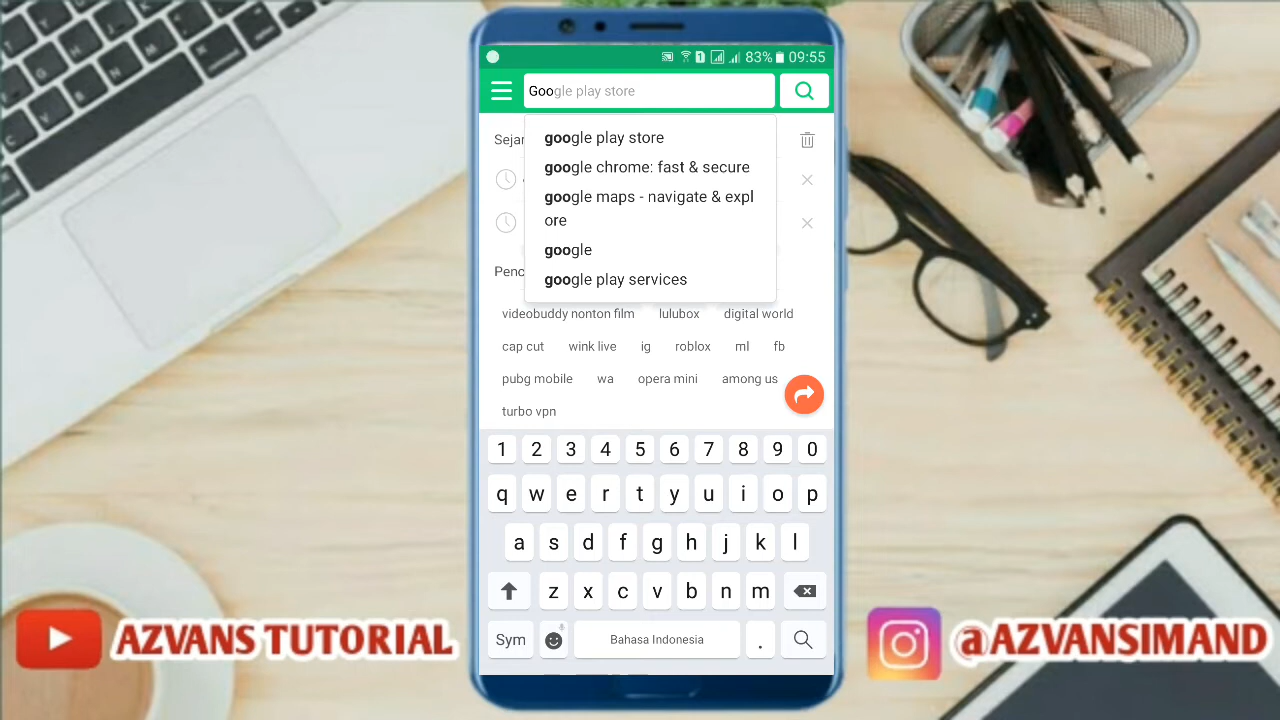 1 83% 09:55
Google play store
Sejar
google play store
google chrome: fast & secure
google maps - navigate & expl
ore
google
google play services
Penc
videobuddy nonton film lulubox digital world
cap cut wink live ig roblox ml fb
pubg mobile wa opera mini among us
turbo vpn
1 2 3 4 5 6 7 8 9 0
q w e r t y u i o p
a s d f g h j k l
z x c v b n m
Sym Bahasa Indonesia .
AZVANS TUTORIAL
@AZVANSIMAND